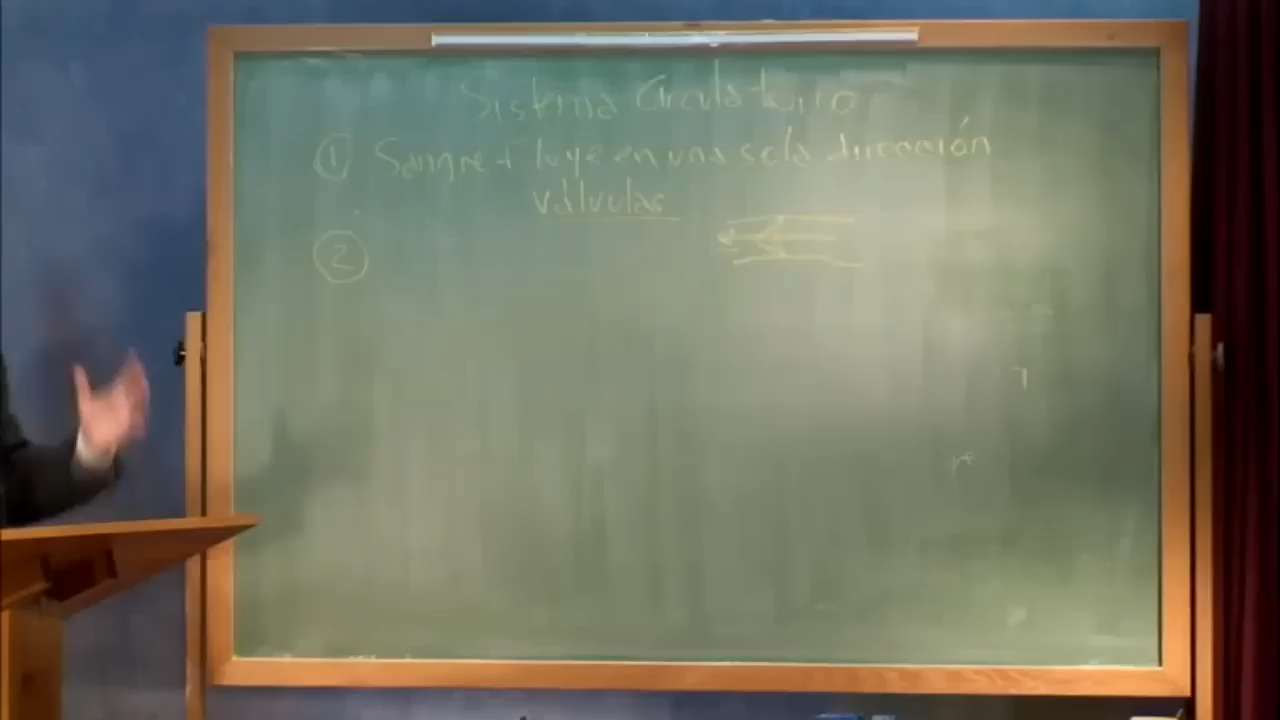 Sistema Circulatorio
① Sangre fluye en una sola dirección
válvulas
②